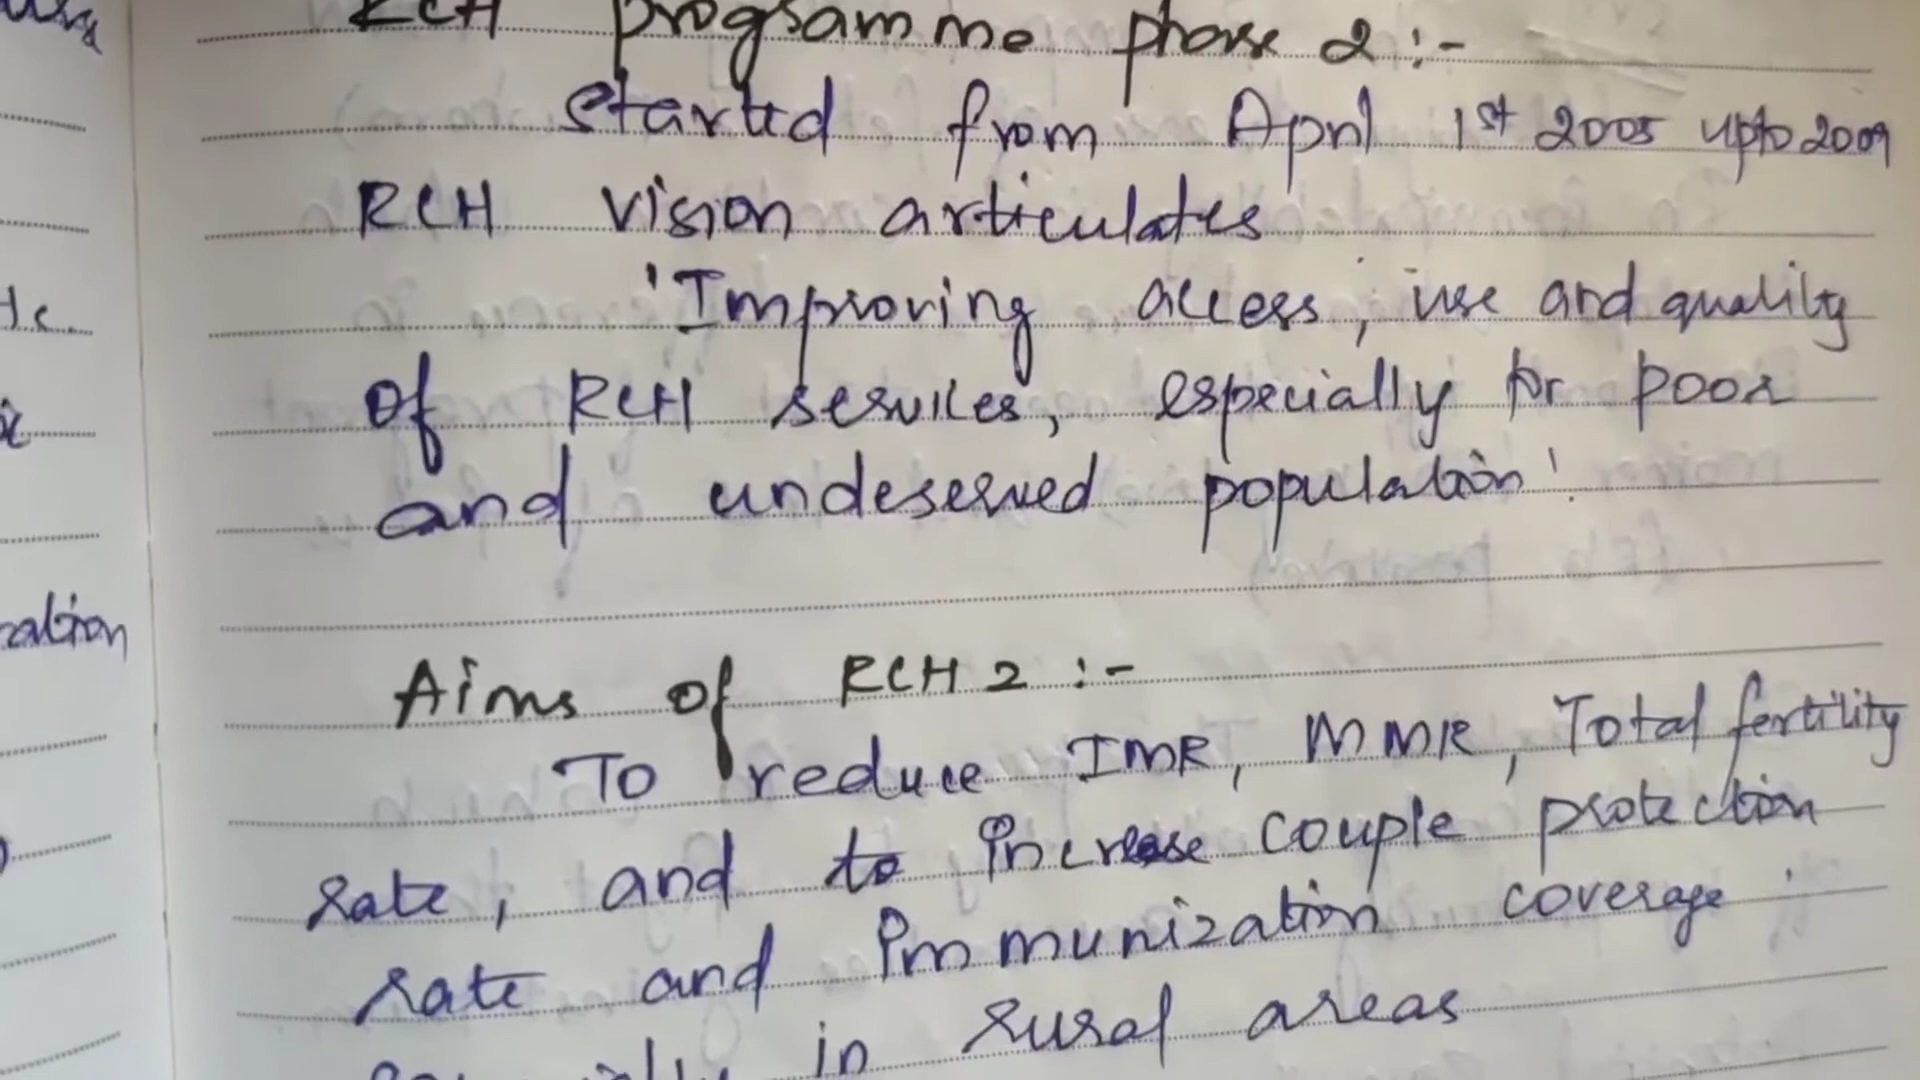 RCH programme phase 2 :-
started from April 1st 2005 upto 2009
RCH vision articulates
'Improving access, use and quality
of RCH services, especially for poor
and undeserved population'
Aims of RCH 2 :-
To reduce IMR, MMR, Total fertility
rate, and to increase couple protection
rate and immunization coverage
in rural areas
ration